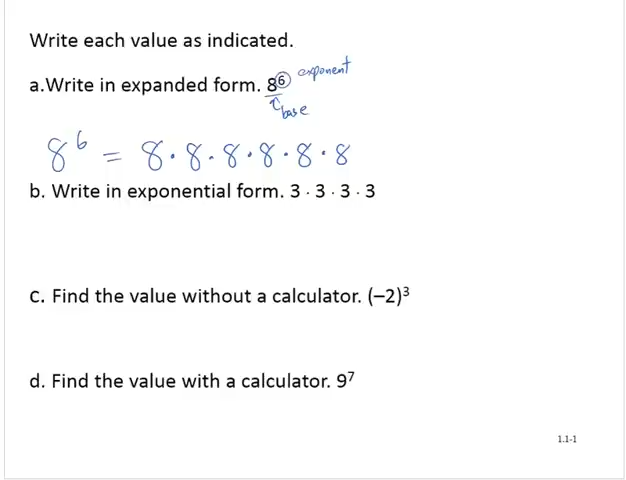 Write each value as indicated.
a.Write in expanded form. 8⁶ exponent
base
8⁶ = 8 · 8 · 8 · 8 · 8 · 8
b. Write in exponential form. 3 · 3 · 3 · 3
c. Find the value without a calculator. (–2)³
d. Find the value with a calculator. 9⁷
1.1-1